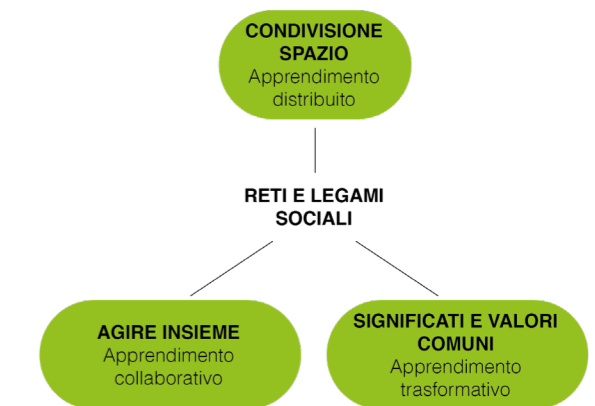 CONDIVISIONE
SPAZIO
Apprendimento
distribuito
RETI E LEGAMI
SOCIALI
AGIRE INSIEME
Apprendimento
collaborativo
SIGNIFICATI E VALORI
COMUNI
Apprendimento
trasformativo